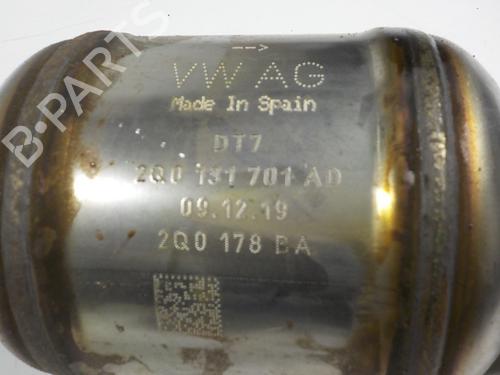 -->
VW AG
Made In Spain
DT7
2Q0 131 701 AD
09.12.19
2Q0 178 BA
B-PARTS